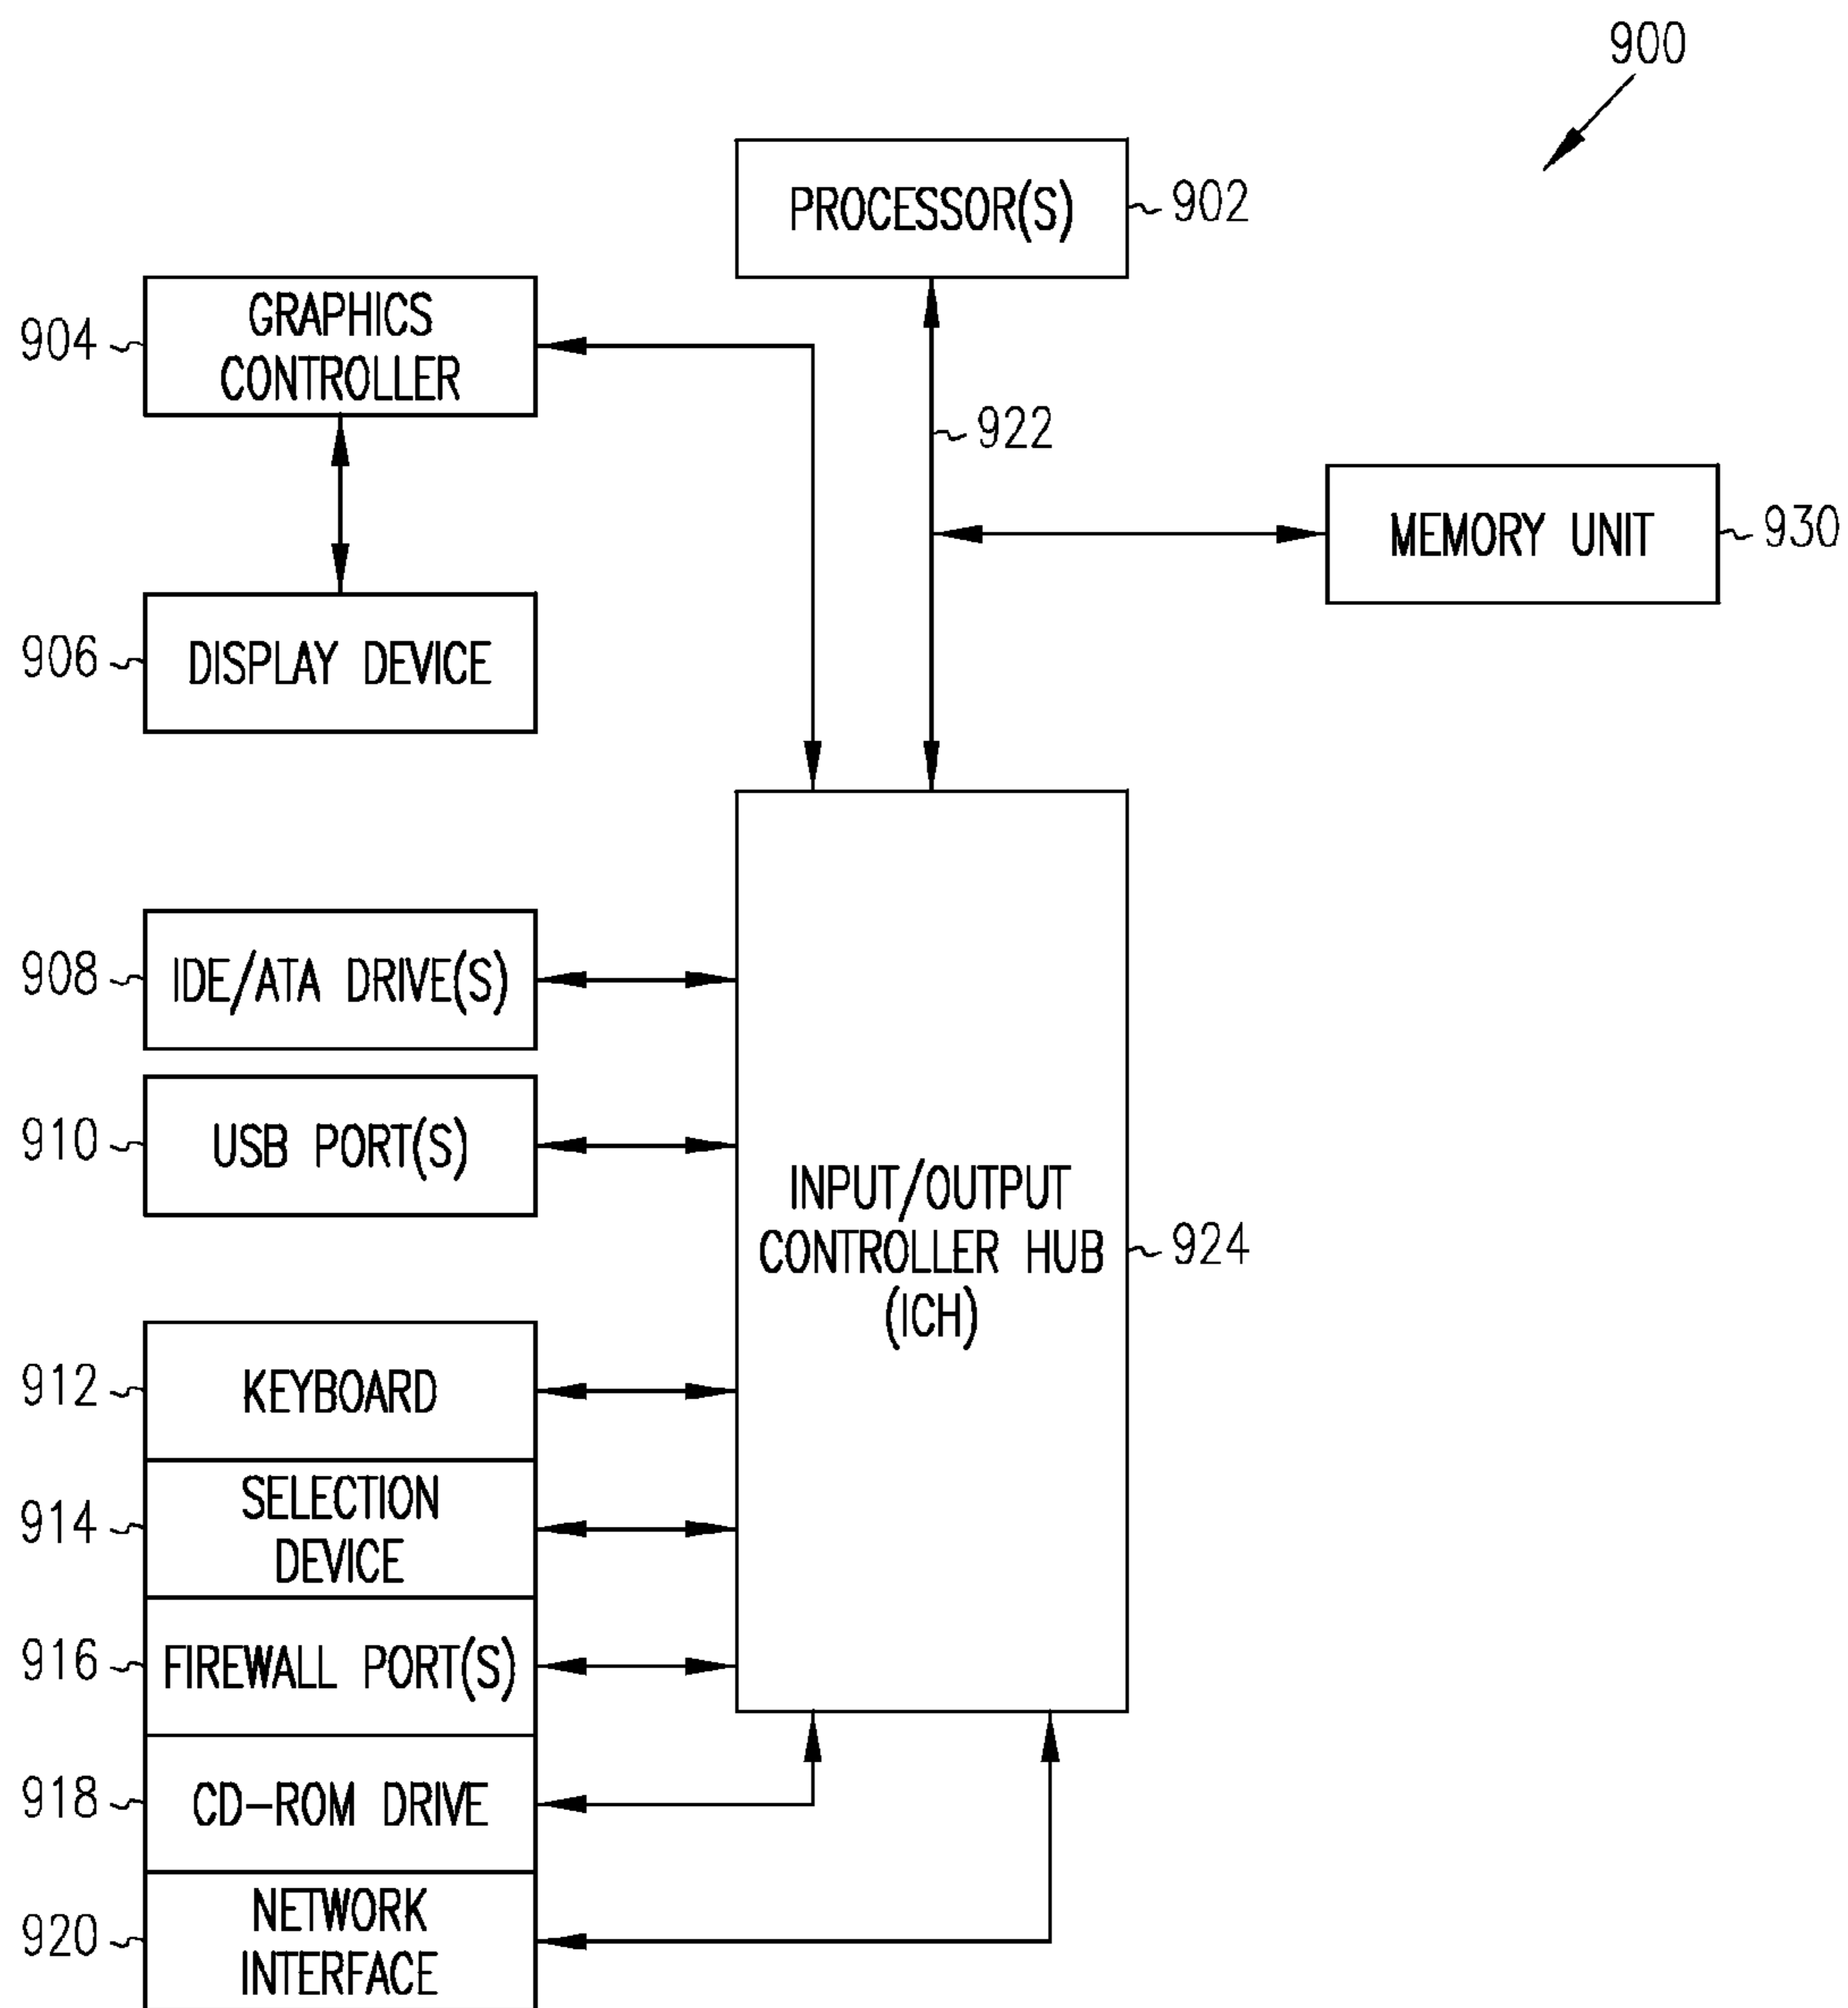 900
PROCESSOR(S)
902
GRAPHICS
CONTROLLER
904
922
MEMORY UNIT
930
906
DISPLAY DEVICE
908
IDE/ATA DRIVE(S)
910
USB PORT(S)
INPUT/OUTPUT
CONTROLLER HUB
(ICH)
924
912
KEYBOARD
914
SELECTION
DEVICE
916
FIREWALL PORT(S)
918
CD-ROM DRIVE
920
NETWORK
INTERFACE